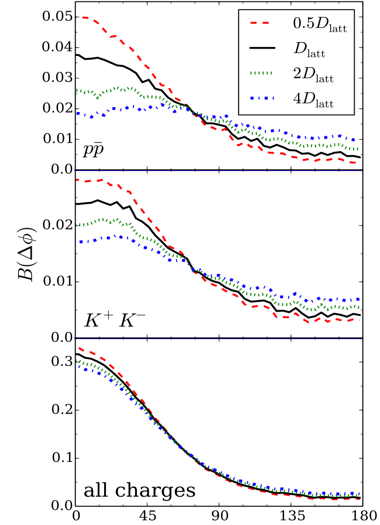 0.05
0.04
0.03
0.02
0.01
0.0
0.5D_latt
D_latt
2D_latt
4D_latt
pp̄
B(Δφ)
0.02
0.01
0.0
K⁺ K⁻
0.3
0.2
0.1
0.0
all charges
0 45 90 135 180